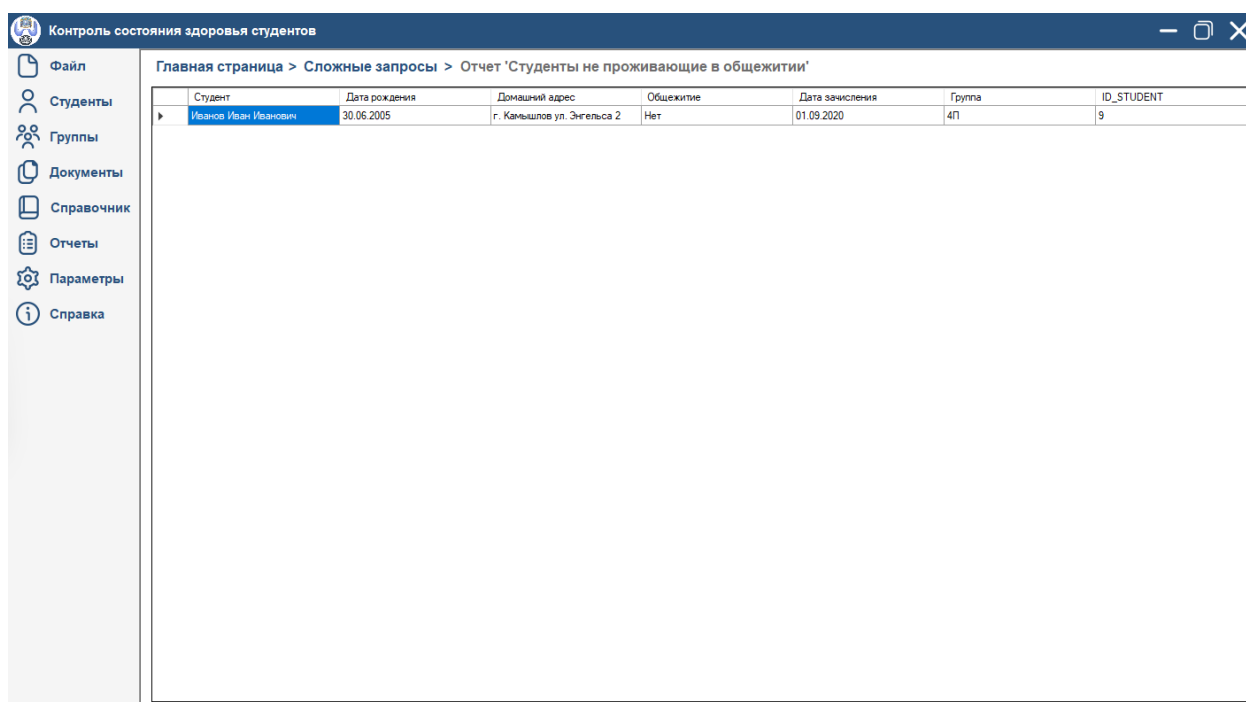 Контроль состояния здоровья студентов
Файл
Студенты
Группы
Документы
Справочник
Отчеты
Параметры
Справка
Главная страница > Сложные запросы > Отчет 'Студенты не проживающие в общежитии'
Студент Дата рождения Домашний адрес Общежитие Дата зачисления Группа ID_STUDENT
Иванов Иван Иванович 30.06.2005 г. Камышлов ул. Энгельса 2 Нет 01.09.2020 4П 9